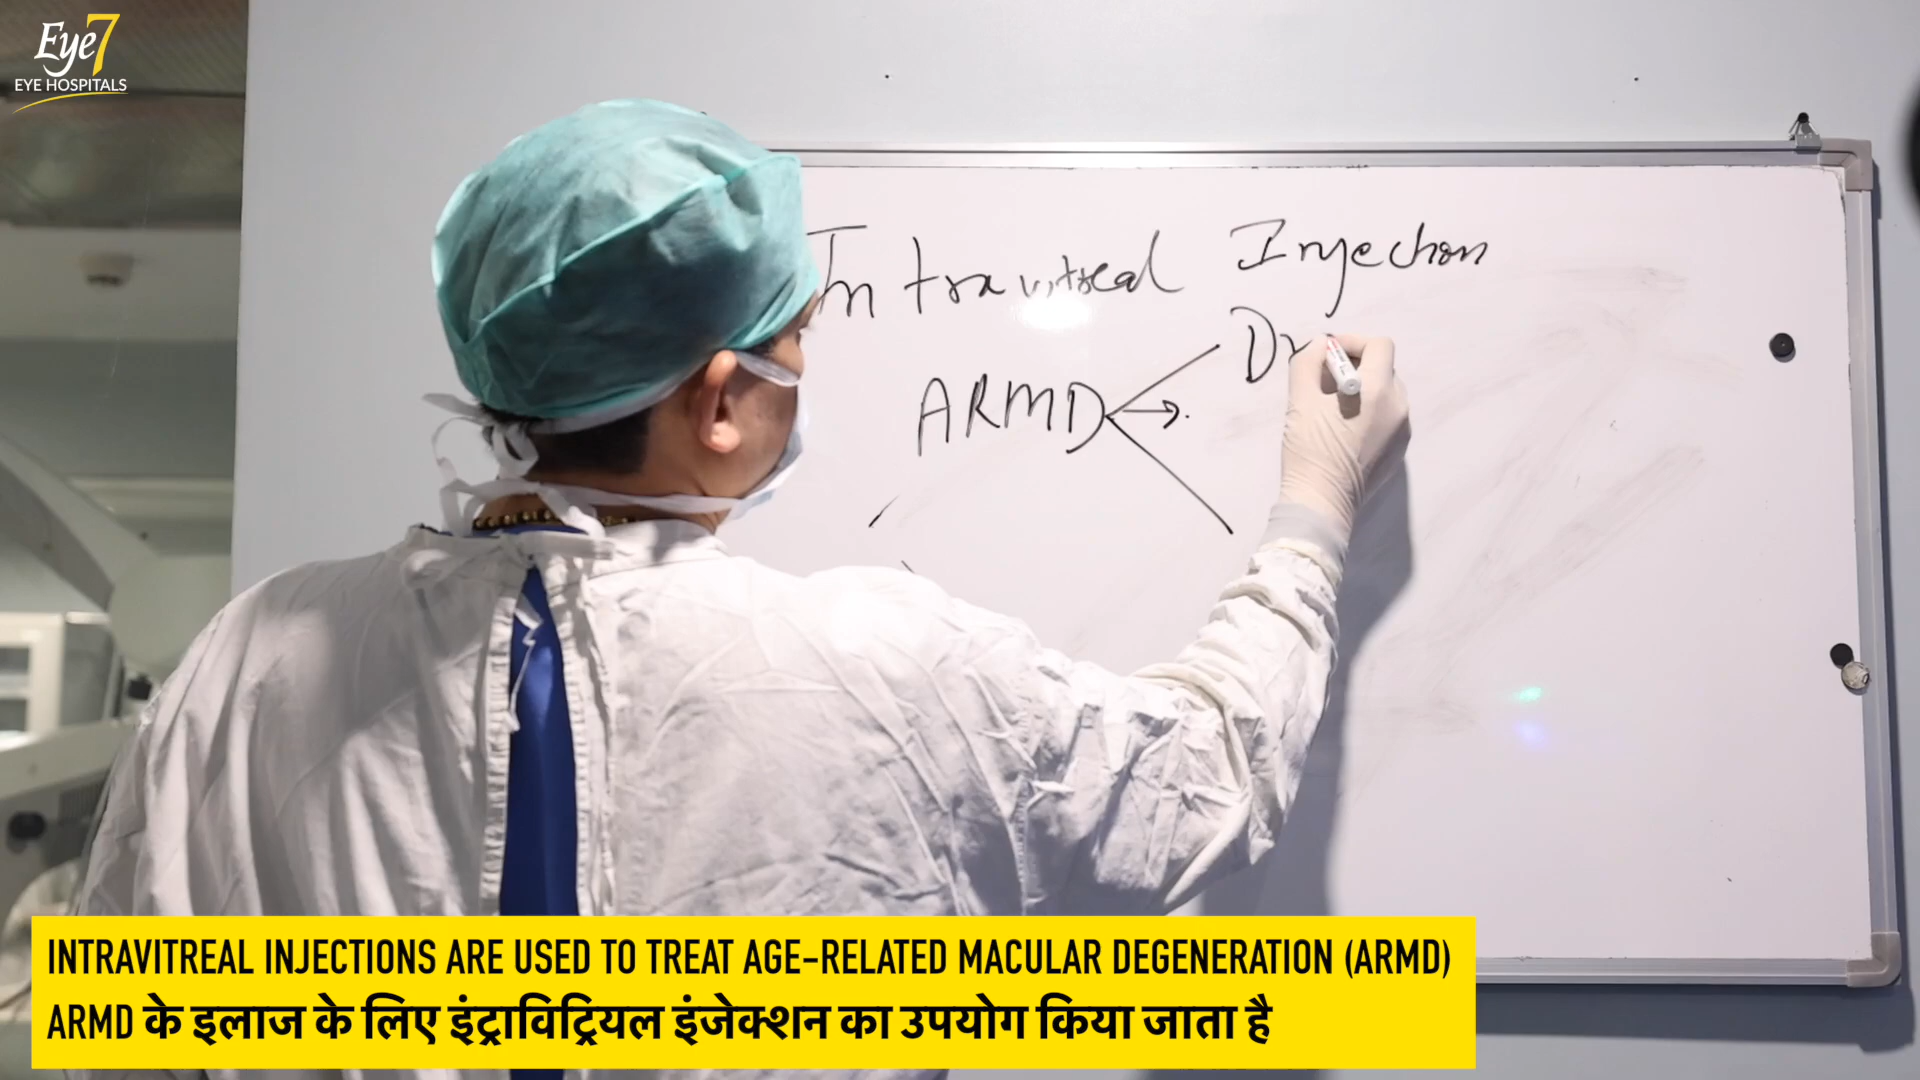 Eye7
EYE HOSPITALS
Intravitreal Injection
ARMD
INTRAVITREAL INJECTIONS ARE USED TO TREAT AGE-RELATED MACULAR DEGENERATION (ARMD)
ARMD के इलाज के लिए इंट्राविट्रियल इंजेक्शन का उपयोग किया जाता है